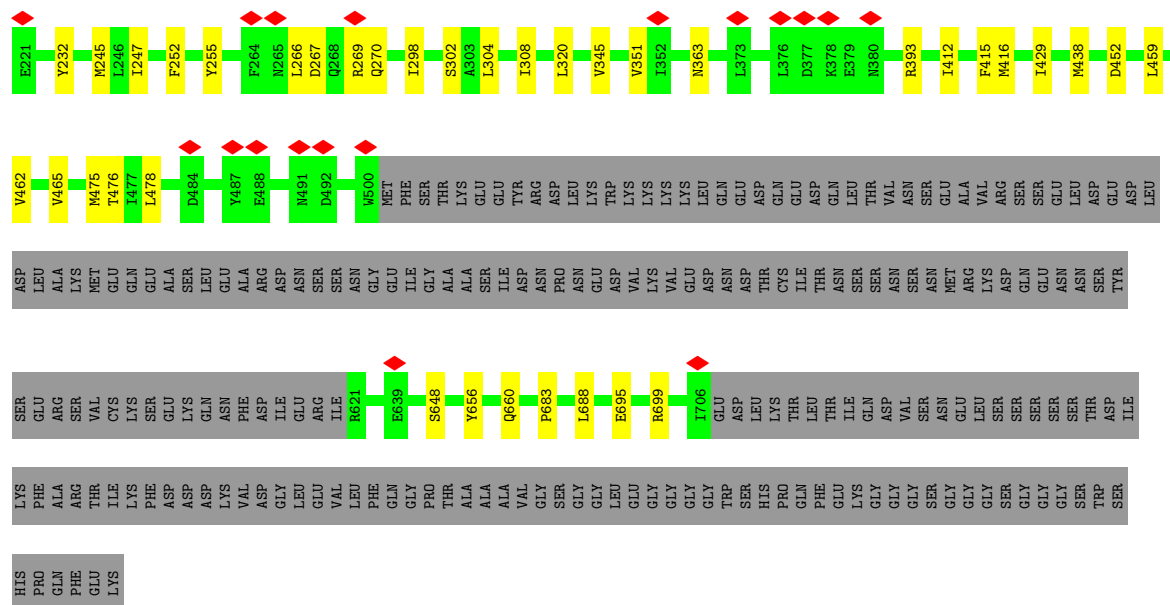 E221 Y232 M245 L246 I247 F252 Y255 F264 N265 L266 D267 Q268 R269 Q270 I298 S302 A303 L304 I308 L320 V345 V351 I352 N363 L373 L376 D377 K378 E379 N380 R393 I412 F415 M416 I429 M438 D452 L459
V462 V465 M475 T476 I477 L478 D484 Y487 E488 N491 D492 W500 MET PHE SER THR LYS GLU GLU TYR ARG ASP LEU LYS TRP LYS LYS LYS LYS LEU GLN GLU ASP GLN GLU ASP GLN LEU THR VAL ASN SER GLU ALA VAL ARG SER SER GLU LEU ASP GLU ASP LEU
ASP LEU ALA LYS MET GLU GLN GLU ALA SER LEU GLU ALA ARG ASP ASN SER SER ASN GLY GLU ILE GLY ALA ALA SER ILE ASP ASN PRO ASN GLU ASP VAL LYS VAL GLU ASP ASN ASP THR CYS ILE THR ASN SER SER ASN SER ASN MET ARG LYS ASP GLN GLU ASN ASN SER TYR
SER GLU ARG SER VAL CYS LYS SER GLU LYS GLN ASN PHE ASP ILE GLU ARG ILE R621 E639 S648 Y656 Q660 P683 L688 E695 R699 I706 GLU ASP LEU LYS THR LEU THR ILE GLN ASP VAL SER ASN GLU LEU SER SER SER SER SER THR ASP ILE
LYS PHE ALA ARG THR ILE LYS PHE ASP ASP ASP LYS VAL ASP GLY LEU GLU VAL LEU PHE GLN GLY PRO THR ALA ALA ALA VAL GLY SER GLY GLY LEU GLU GLY GLY GLY GLY TRP SER HIS PRO GLN PHE GLU LYS GLY GLY GLY SER GLY GLY GLY SER GLY GLY GLY SER TRP SER
HIS PRO GLN PHE GLU LYS